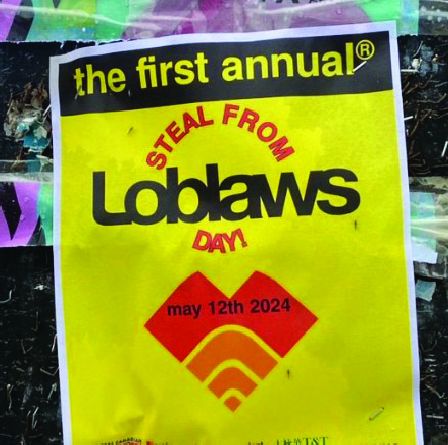 the first annual®
STEAL FROM
Loblaws
DAY!
may 12th 2024
T&T